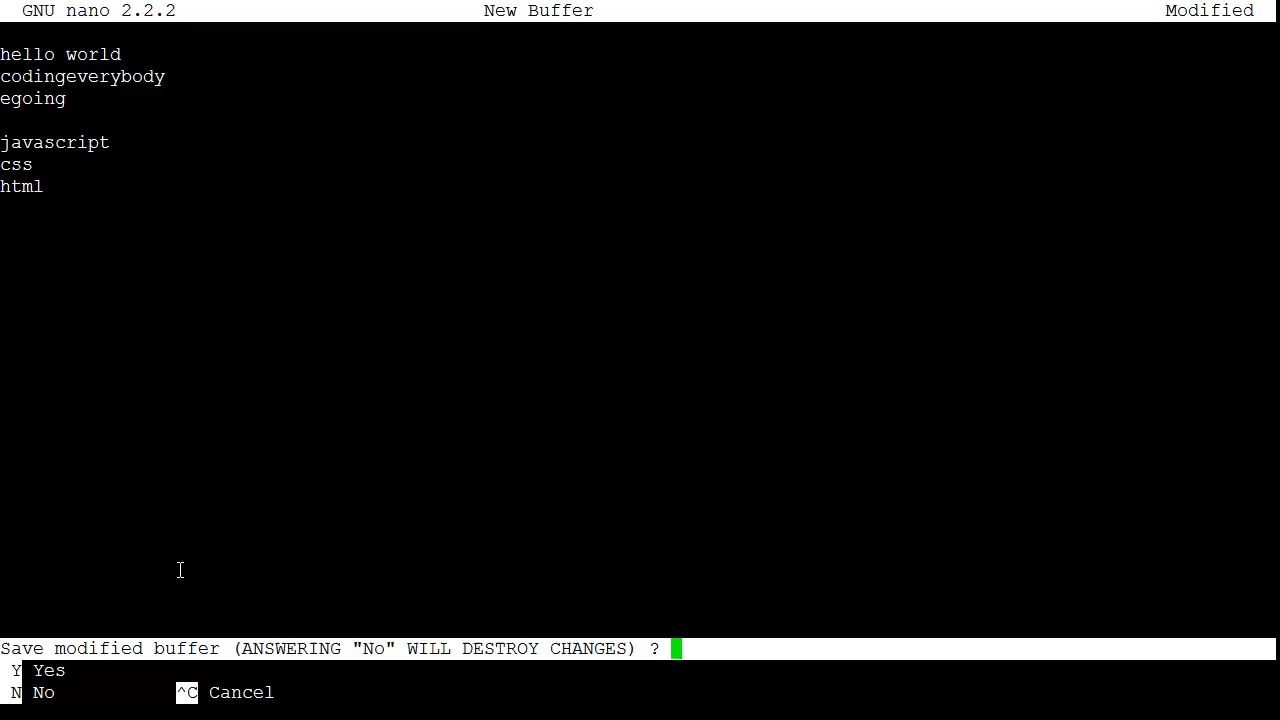 GNU nano 2.2.2 New Buffer Modified
hello world
codingeverybody
egoing
javascript
css
html
Save modified buffer (ANSWERING "No" WILL DESTROY CHANGES) ?
Y Yes
N No ^C Cancel